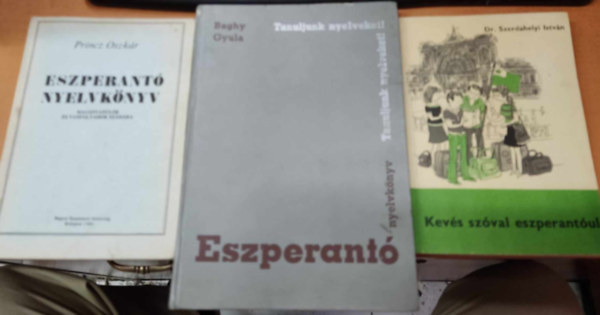 Princz Oszkár
ESZPERANTÓ
NYELVKÖNYV
Baghy
Gyula
Tanuljunk nyelveket!
Tanuljunk nyelveket!
nyelvkönyv
Eszperantó
Dr. Szerdahelyi István
Kevés szóval eszperantóul